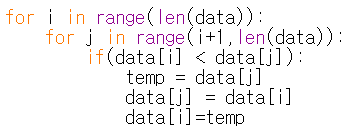 for i in range(len(data)):
    for j in range(i+1,len(data)):
        if(data[i] < data[j]):
            temp = data[j]
            data[j] = data[i]
            data[i]=temp